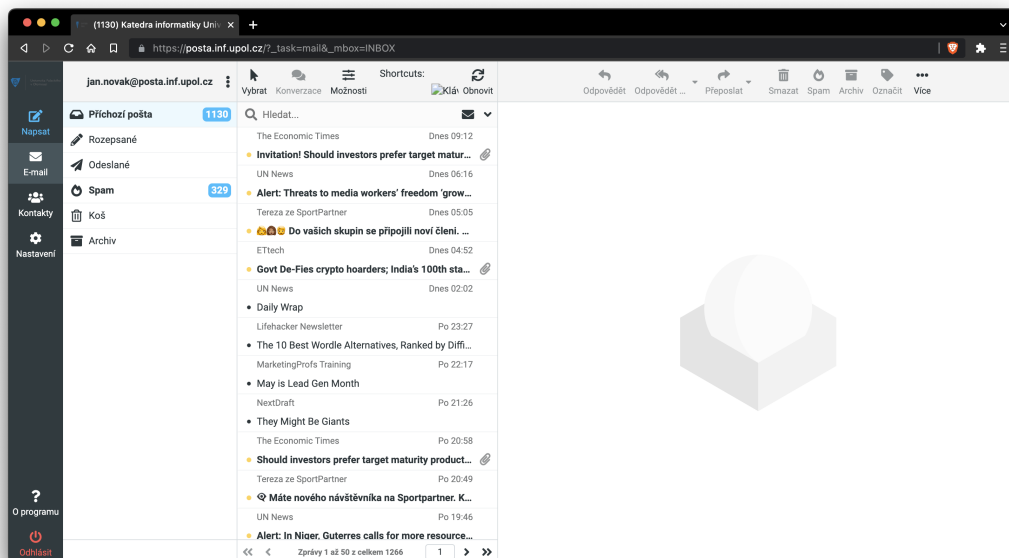 (1130) Katedra informatiky Univ
https://posta.inf.upol.cz/?_task=mail&_mbox=INBOX
jan.novak@posta.inf.upol.cz
Napsat
E-mail
Kontakty
Nastavení
O programu
Odhlásit
Příchozí pošta 1130
Rozepsané
Odeslané
Spam 329
Koš
Archiv
Vybrat Konverzace Možnosti Shortcuts: Kláv Obnovit
Hledat...
The Economic Times Dnes 09:12
Invitation! Should investors prefer target matur...
UN News Dnes 06:16
Alert: Threats to media workers' freedom 'grow...
Tereza ze SportPartner Dnes 05:05
Do vašich skupin se připojili noví členi. ...
ETtech Dnes 04:52
Govt De-Fies crypto hoarders; India's 100th sta...
UN News Dnes 02:02
Daily Wrap
Lifehacker Newsletter Po 23:27
The 10 Best Wordle Alternatives, Ranked by Diffi...
MarketingProfs Training Po 22:17
May is Lead Gen Month
NextDraft Po 21:26
They Might Be Giants
The Economic Times Po 20:58
Should investors prefer target maturity product...
Tereza ze SportPartner Po 20:49
Máte nového návštěvníka na Sportpartner. K...
UN News Po 19:46
Alert: In Niger, Guterres calls for more resource...
Zprávy 1 až 50 z celkem 1266 1
Odpovědět Odpovědět ... Přeposlat Smazat Spam Archiv Označit Více